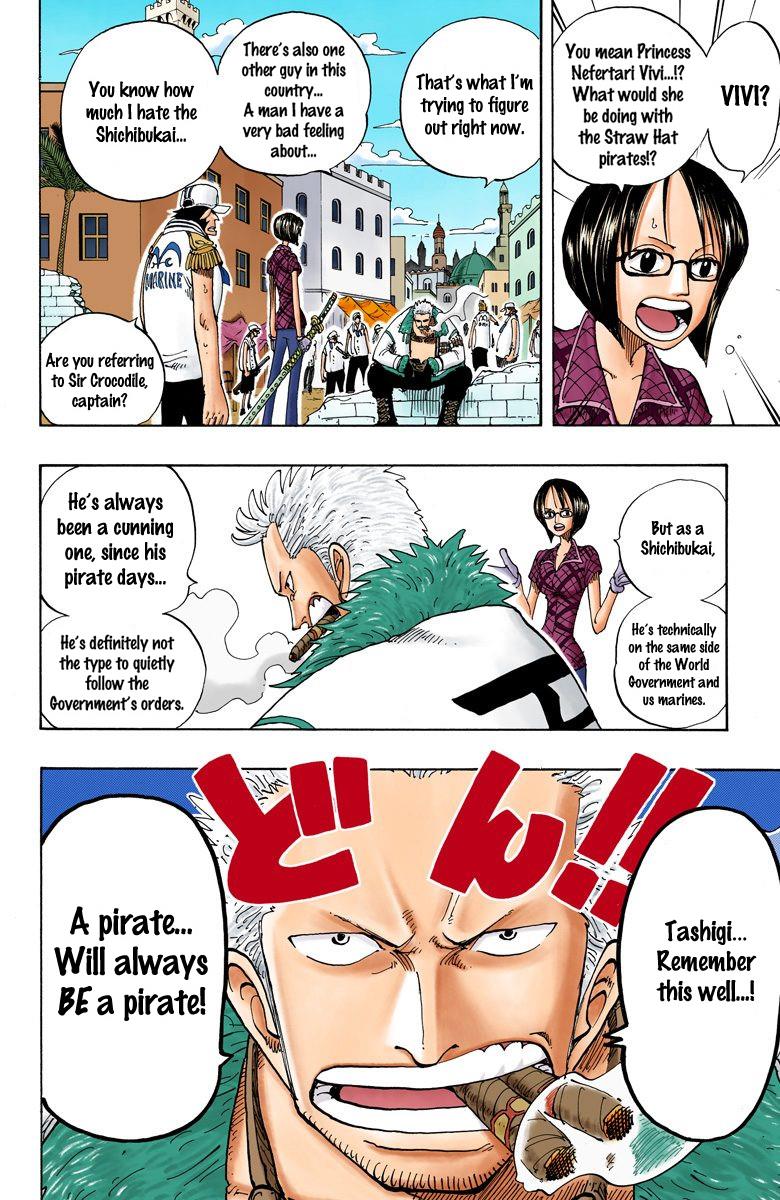 VIVI?
You mean Princess
Nefertari Vivi...!?
What would she
be doing with
the Straw Hat
pirates!?
That's what I'm
trying to figure
out right now.
There's also one
other guy in this
country...
A man I have a
very bad feeling
about...
You know how
much I hate the
Shichibukai...
MARINE
Are you referring
to Sir Crocodile,
captain?
But as a
Shichibukai,
He's technically
on the same side
of the World
Government and
us marines.
He's always
been a cunning
one, since his
pirate days...
He's definitely not
the type to quietly
follow the
Government's orders.
どん!!
Tashigi...
Remember
this well...!
A pirate...
Will always
BE a pirate!